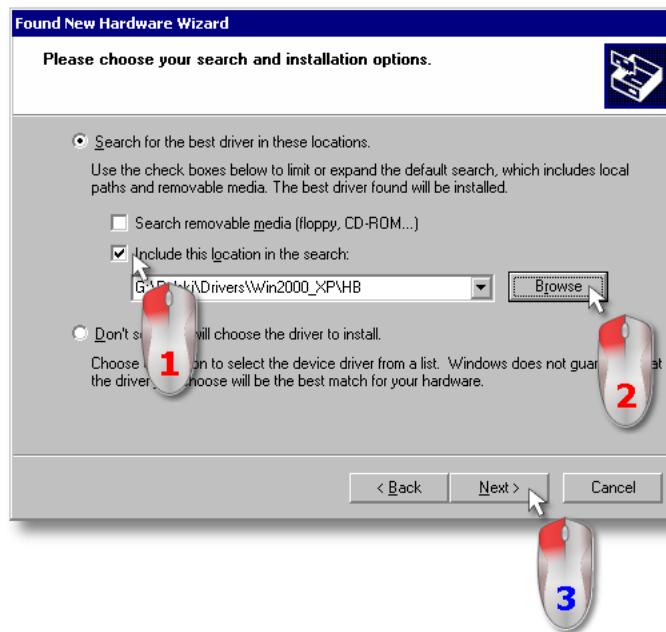 Found New Hardware Wizard
Please choose your search and installation options.
Search for the best driver in these locations.
Use the check boxes below to limit or expand the default search, which includes local
paths and removable media. The best driver found will be installed.
Search removable media (floppy, CD-ROM...)
Include this location in the search:
\Drivers\Win2000_XP\HB
Browse
Don't will choose the driver to install.
Choose to select the device driver from a list. Windows does not
the driver choose will be the best match for your hardware.
1
2
< Back
Next >
Cancel
3